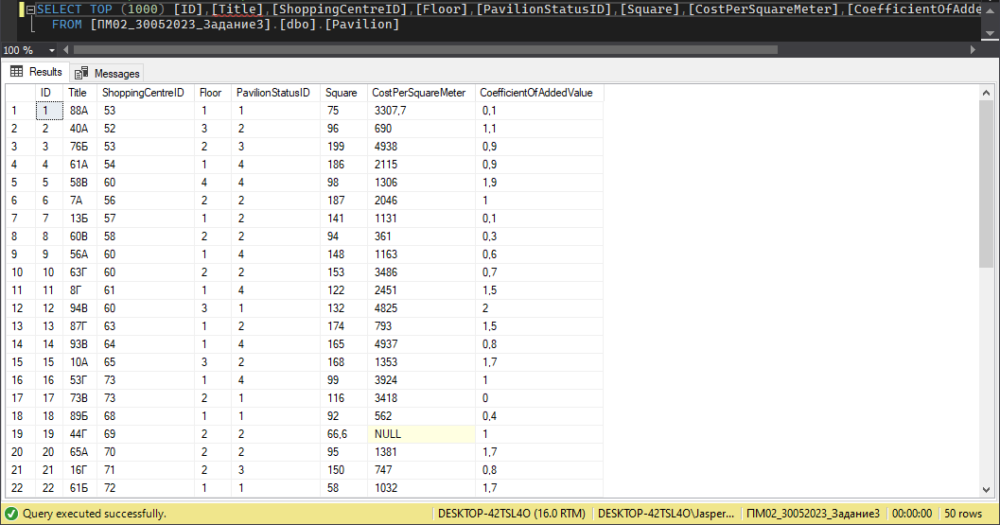 SELECT TOP (1000) [ID],[Title],[ShoppingCentreID],[Floor],[PavilionStatusID],[Square],[CostPerSquareMeter],[CoefficientOfAdde
FROM [ПМ02_30052023_Задание3].[dbo].[Pavilion]
100 %
Results Messages
ID Title ShoppingCentreID Floor PavilionStatusID Square CostPerSquareMeter CoefficientOfAddedValue
1 1 88А 53 1 1 75 3307,7 0,1
2 2 40А 52 3 2 96 690 1,1
3 3 76Б 53 2 3 199 4938 0,9
4 4 61А 54 1 4 186 2115 0,9
5 5 58В 60 4 4 98 1306 1,9
6 6 7А 56 2 2 187 2046 1
7 7 13Б 57 1 2 141 1131 0,1
8 8 60В 58 2 2 94 361 0,3
9 9 56А 60 1 4 148 1163 0,6
10 10 63Г 60 2 2 153 3486 0,7
11 11 8Г 61 1 4 122 2451 1,5
12 12 94В 60 3 1 132 4825 2
13 13 87Г 63 1 2 174 793 1,5
14 14 93В 64 1 4 165 4937 0,8
15 15 10А 65 3 2 168 1353 1,7
16 16 53Г 73 1 4 99 3924 1
17 17 73В 73 2 1 116 3418 0
18 18 89Б 68 1 1 92 562 0,4
19 19 44Г 69 2 2 66,6 NULL 1
20 20 65А 70 2 2 95 1381 1,7
21 21 16Г 71 2 3 150 747 0,8
22 22 61Б 72 1 1 58 1032 1,7
Query executed successfully. DESKTOP-42TSL4O (16.0 RTM) DESKTOP-42TSL4O\Jasper... ПМ02_30052023_Задание3 00:00:00 50 rows